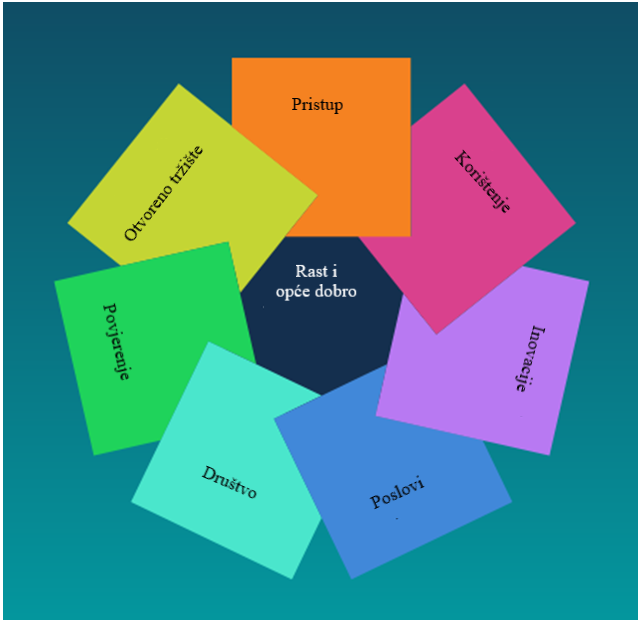 Pristup
Korištenje
Inovacije
Poslovi
Društvo
Povjerenje
Otvoreno tržište
Rast i
opće dobro